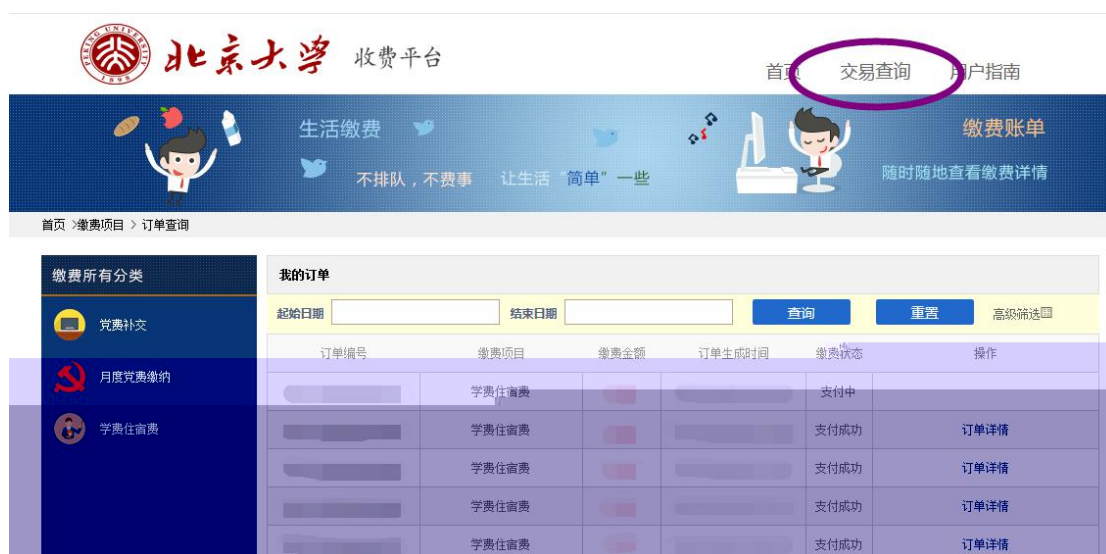 北京大学 收费平台
首页 交易查询 用户指南
生活缴费
缴费账单
不排队，不费事 让生活“简单”一些
随时随地查看缴费详情
首页 >缴费项目 > 订单查询
缴费所有分类
党费补交
月度党费缴纳
学费住宿费
我的订单
起始日期 结束日期 查询 重置 高级筛选
订单编号 缴费项目 缴费金额 订单生成时间 缴费状态 操作
学费住宿费 支付中
学费住宿费 支付成功 订单详情
学费住宿费 支付成功 订单详情
学费住宿费 支付成功 订单详情
学费住宿费 支付成功 订单详情